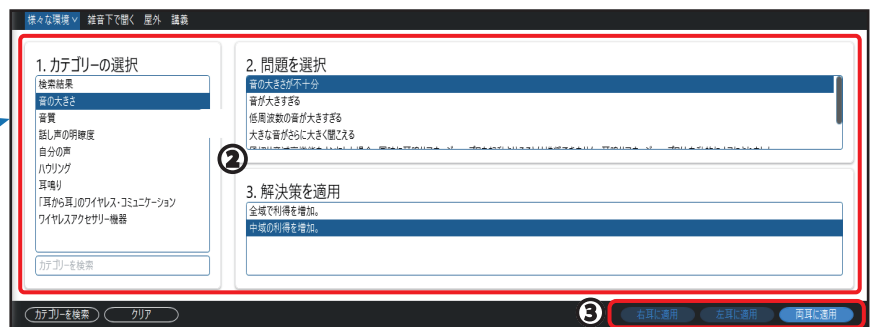 様々な環境 雑音下で聞く 屋外 講義
1. カテゴリーの選択
検索結果
音の大きさ
音質
話し声の明瞭度
自分の声
ハウリング
耳鳴り
「耳から耳」のワイヤレス・コミュニケーション
ワイヤレスアクセサリー機器
カテゴリーを検索
②
2. 問題を選択
音の大きさが不十分
音が大きすぎる
低周波数の音が大きすぎる
大きな音がさらに大きく聞こえる
3. 解決策を適用
全域で利得を増加。
中域の利得を増加。
カテゴリーを検索 クリア
③ 右耳に適用 左耳に適用 両耳に適用